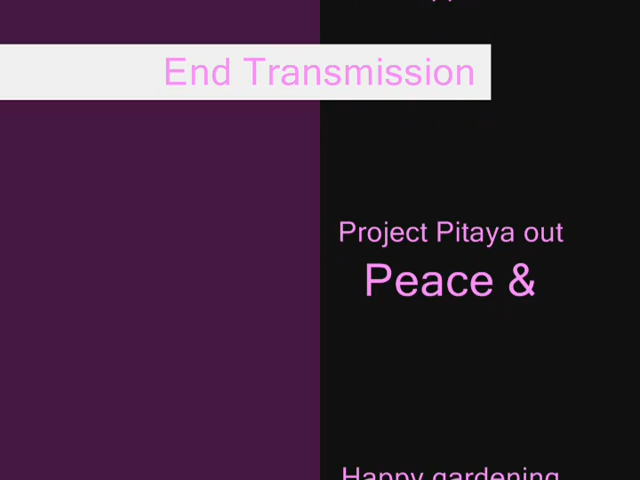 End Transmission
Project Pitaya out
Peace &
Happy gardening